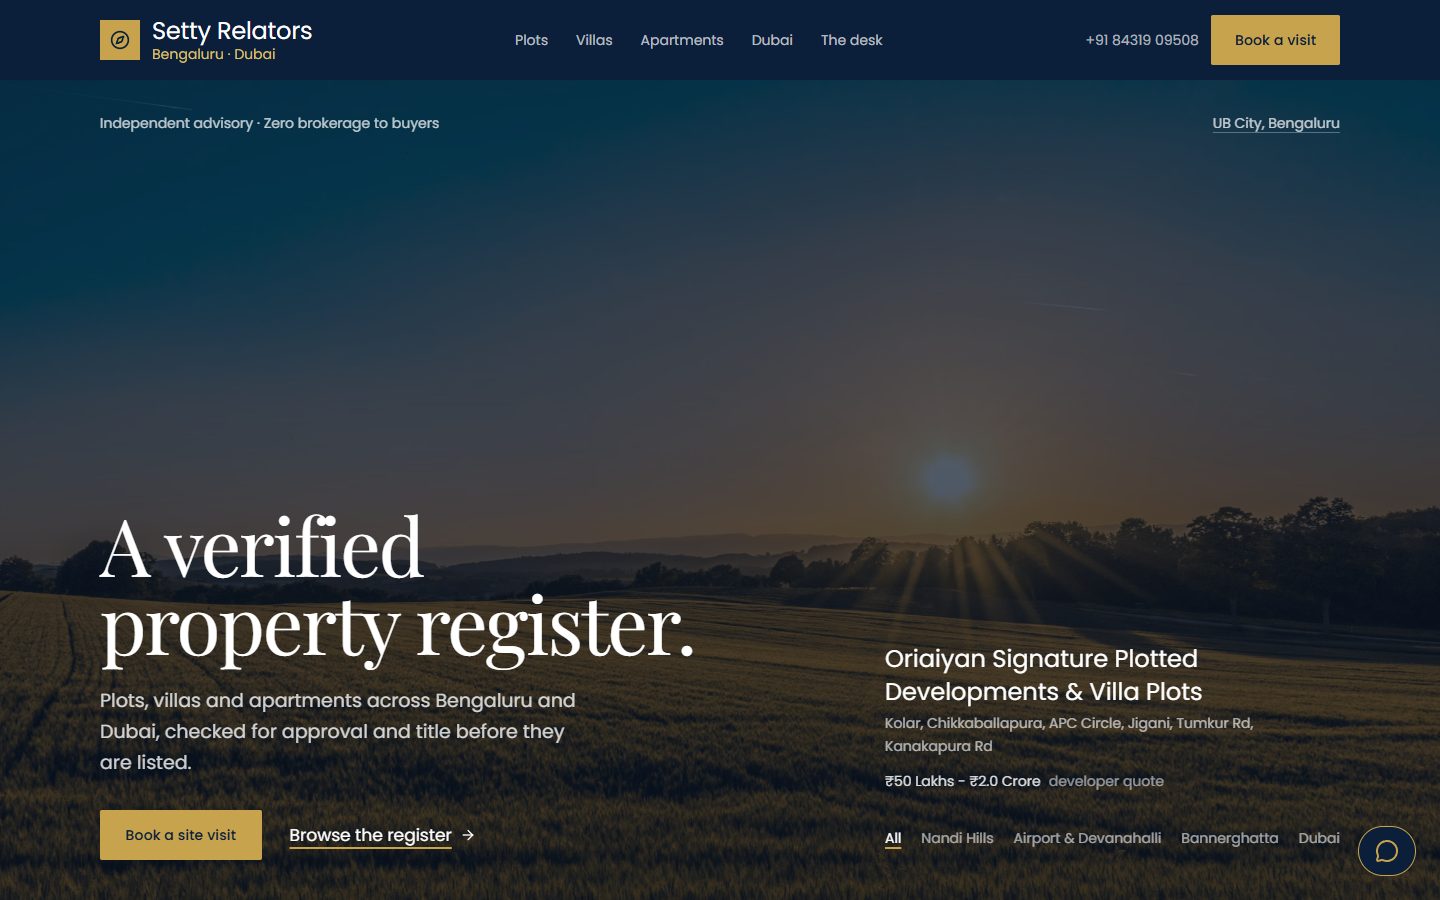 Setty Relators
Bengaluru · Dubai
Plots
Villas
Apartments
Dubai
The desk
+91 84319 09508
Book a visit
Independent advisory · Zero brokerage to buyers
UB City, Bengaluru
A verified
property register.
Plots, villas and apartments across Bengaluru and
Dubai, checked for approval and title before they
are listed.
Book a site visit
Browse the register →
Oriaiyan Signature Plotted
Developments & Villa Plots
Kolar, Chikkaballapura, APC Circle, Jigani, Tumkur Rd,
Kanakapura Rd
₹50 Lakhs – ₹2.0 Crore developer quote
All
Nandi Hills
Airport & Devanahalli
Bannerghatta
Dubai